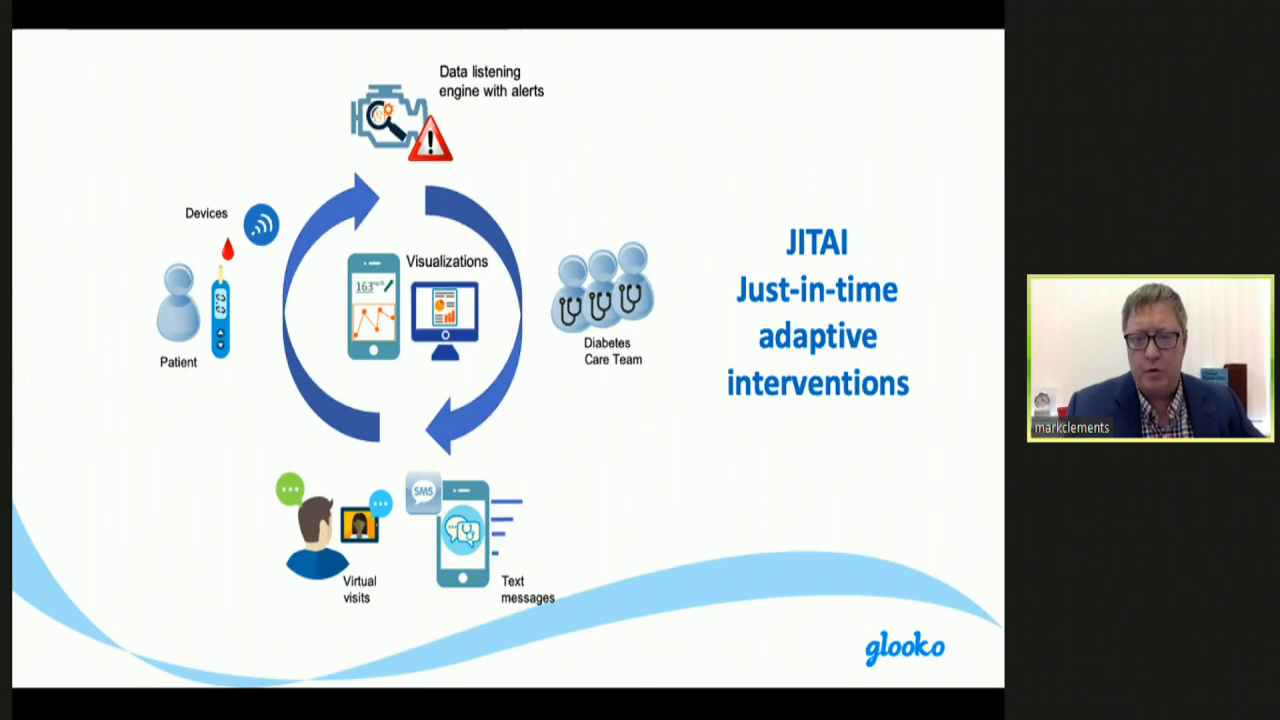 Data listening
engine with alerts
Devices
Visualizations
163
Patient
Diabetes
Care Team
SMS
Virtual
visits
Text
messages
JITAI
Just-in-time
adaptive
interventions
glooko
markclements